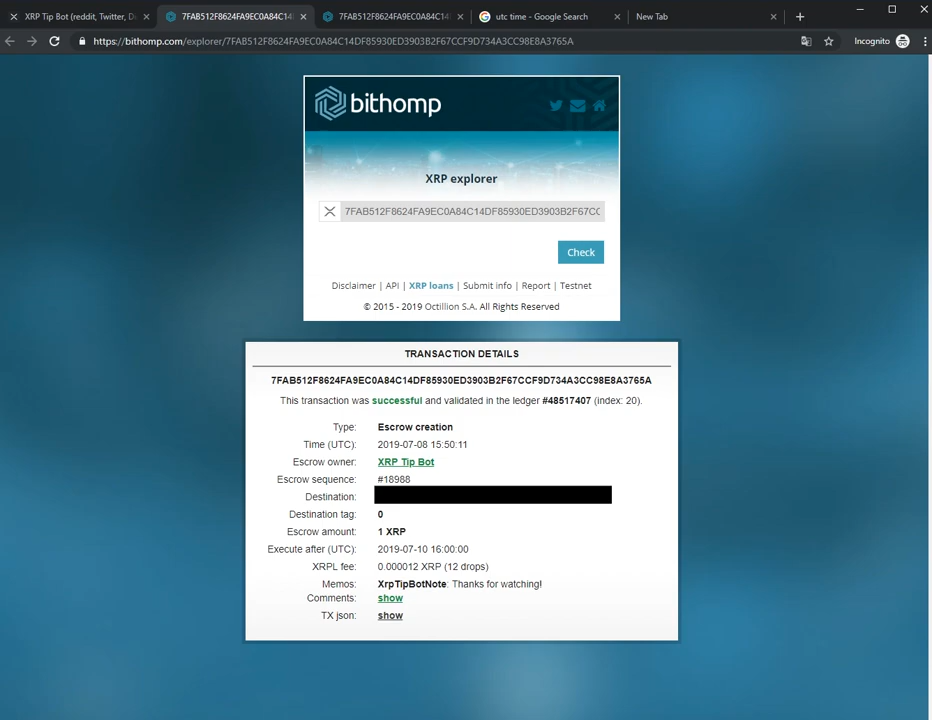 XRP Tip Bot (reddit, Twitter, D
7FAB512F8624FA9EC0A84C14
7FAB512F8624FA9EC0A84C14
utc time - Google Search
New Tab
https://bithomp.com/explorer/7FAB512F8624FA9EC0A84C14DF85930ED3903B2F67CCF9D734A3CC98E8A3765A
Incognito
bithomp
XRP explorer
7FAB512F8624FA9EC0A84C14DF85930ED3903B2F67CC
Check
Disclaimer | API | XRP loans | Submit info | Report | Testnet
© 2015 - 2019 Octillion S.A. All Rights Reserved
TRANSACTION DETAILS
7FAB512F8624FA9EC0A84C14DF85930ED3903B2F67CCF9D734A3CC98E8A3765A
This transaction was successful and validated in the ledger #48517407 (index: 20).
Type: Escrow creation
Time (UTC): 2019-07-08 15:50:11
Escrow owner: XRP Tip Bot
Escrow sequence: #18988
Destination:
Destination tag: 0
Escrow amount: 1 XRP
Execute after (UTC): 2019-07-10 16:00:00
XRPL fee: 0.000012 XRP (12 drops)
Memos: XrpTipBotNote: Thanks for watching!
Comments: show
TX json: show